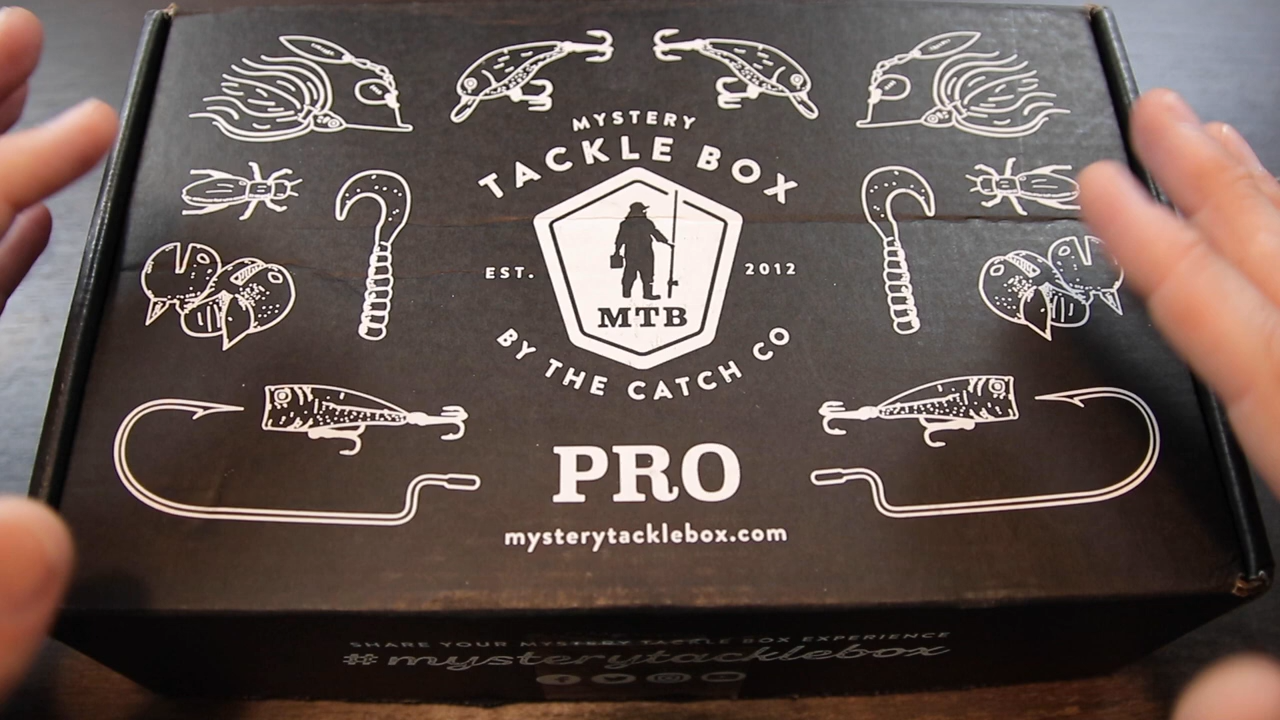 MYSTERY
TACKLE BOX
EST. 2012
MTB
BY THE CATCH CO
PRO
mysterytacklebox.com
SHARE YOUR MYSTERY TACKLE BOX EXPERIENCE
#mysterytacklebox